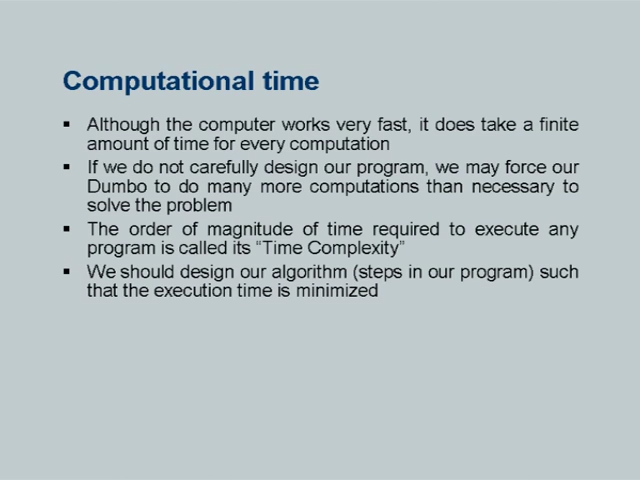 Computational time
▪ Although the computer works very fast, it does take a finite
amount of time for every computation
▪ If we do not carefully design our program, we may force our
Dumbo to do many more computations than necessary to
solve the problem
▪ The order of magnitude of time required to execute any
program is called its “Time Complexity”
▪ We should design our algorithm (steps in our program) such
that the execution time is minimized